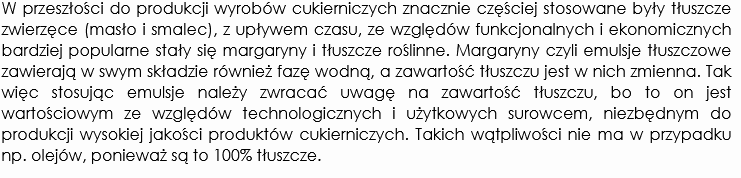 W przeszłości do produkcji wyrobów cukierniczych znacznie częściej stosowane były tłuszcze
zwierzęce (masło i smalec), z upływem czasu, ze względów funkcjonalnych i ekonomicznych
bardziej popularne stały się margaryny i tłuszcze roślinne. Margaryny czyli emulsje tłuszczowe
zawierają w swym składzie również fazę wodną, a zawartość tłuszczu jest w nich zmienna. Tak
więc stosując emulsje należy zwracać uwagę na zawartość tłuszczu, bo to on jest
wartościowym ze względów technologicznych i użytkowych surowcem, niezbędnym do
produkcji wysokiej jakości produktów cukierniczych. Takich wątpliwości nie ma w przypadku
np. olejów, ponieważ są to 100% tłuszcze.